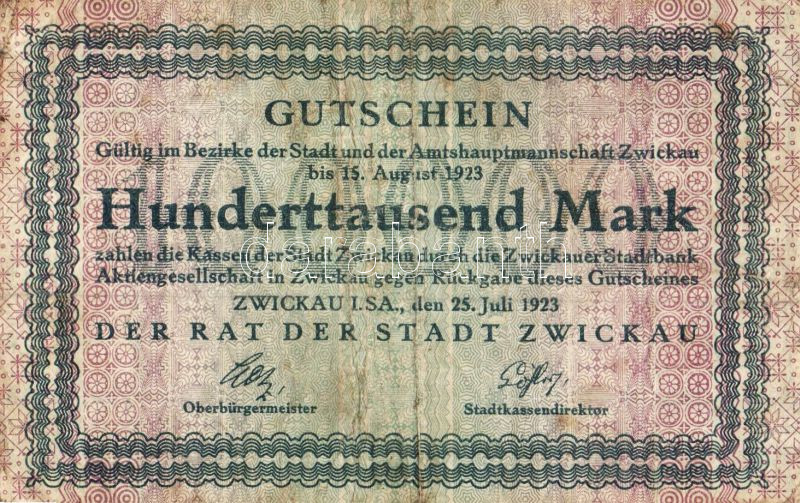 GUTSCHEIN
Gültig im Bezirke der Stadt und der Amtshauptmannschaft Zwickau
bis 15. August 1923
100000
Hunderttausend Mark
zahlen die Kassen der Stadt Zwickau durch die Zwickauer Stadtbank
Aktiengesellschaft in Zwickau gegen Rückgabe dieses Gutscheines
ZWICKAU I.SA., den 25. Juli 1923
DER RAT DER STADT ZWICKAU
Oberbürgermeister
Stadtkassendirektor